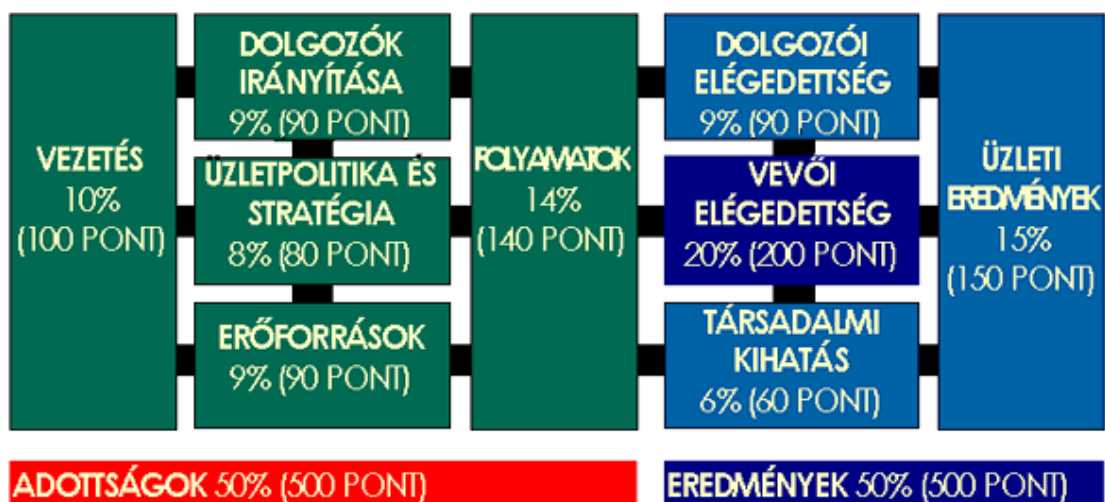 VEZETÉS
10%
(100 PONT)
DOLGOZÓK
IRÁNYÍTÁSA
9% (90 PONT)
ÜZLETPOLITIKA ÉS
STRATÉGIA
8% (80 PONT)
ERŐFORRÁSOK
9% (90 PONT)
FOLYAMATOK
14%
(140 PONT)
DOLGOZÓI
ELÉGEDETTSÉG
9% (90 PONT)
VEVŐI
ELÉGEDETTSÉG
20% (200 PONT)
TÁRSADALMI
KIHATÁS
6% (60 PONT)
ÜZLETI
EREDMÉNYEK
15%
(150 PONT)
ADOTTSÁGOK 50% (500 PONT)
EREDMÉNYEK 50% (500 PONT)